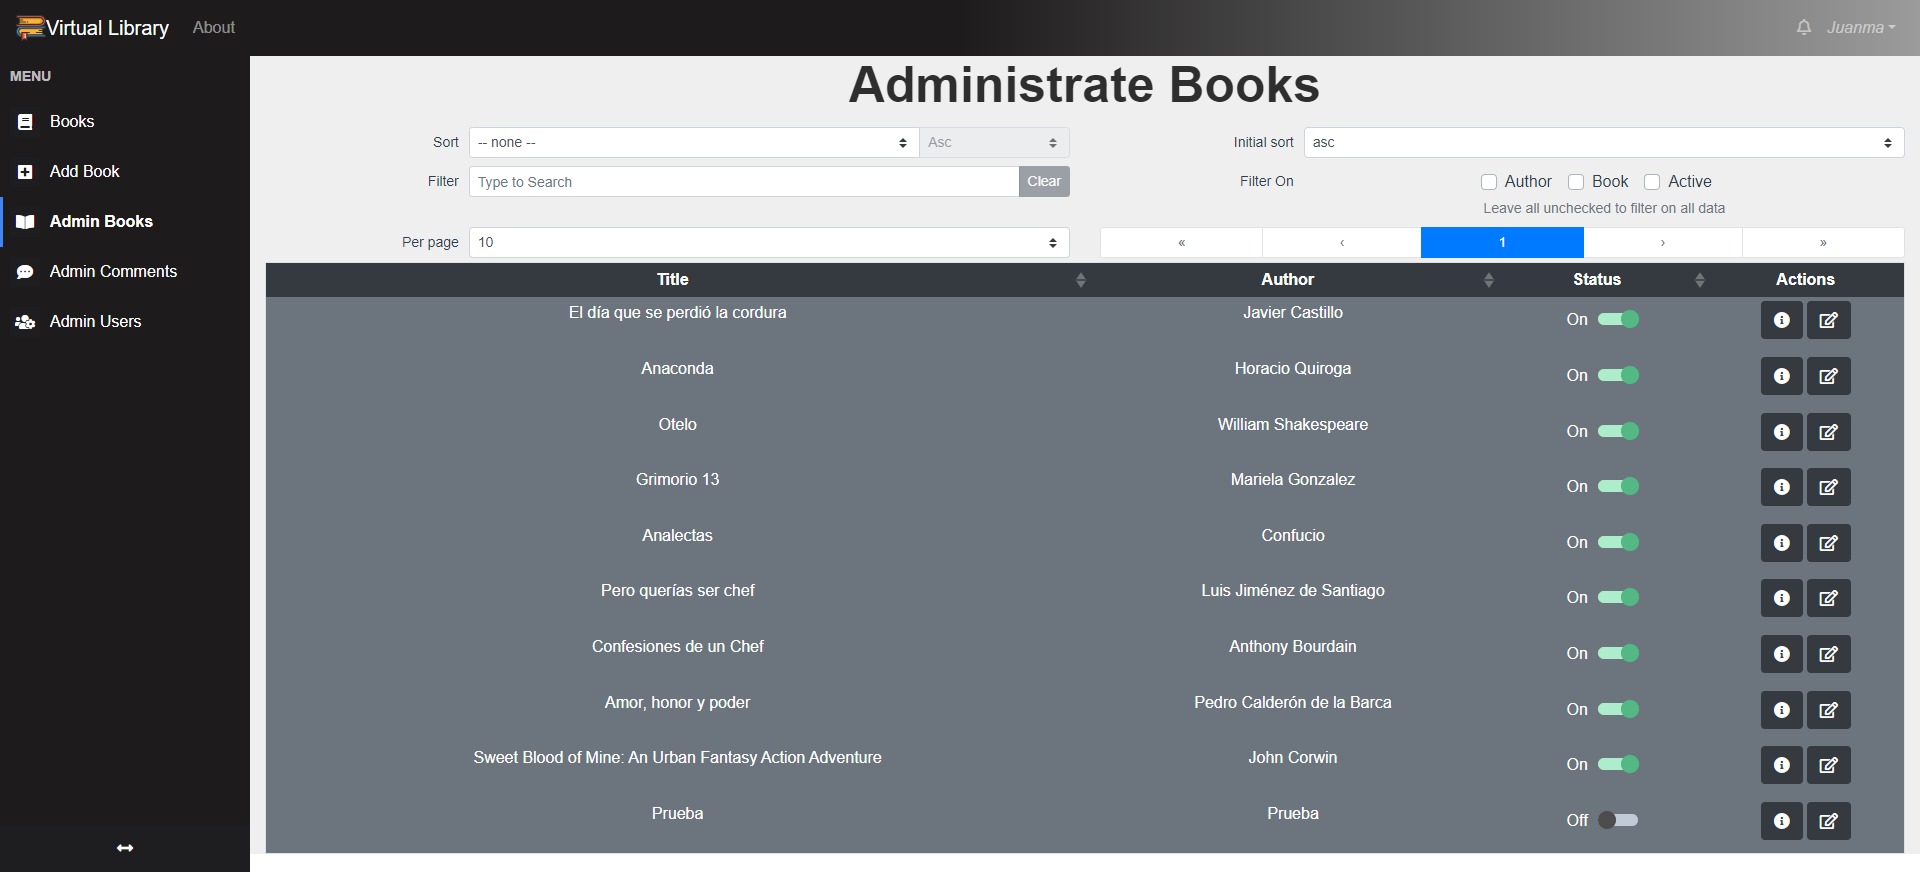 Virtual Library About Juanma
MENU
Books
Add Book
Admin Books
Admin Comments
Admin Users
Administrate Books
Sort -- none -- Asc Initial sort asc
Filter Type to Search Clear Filter On Author Book Active
Leave all unchecked to filter on all data
Per page 10 « ‹ 1 › »
Title Author Status Actions
El día que se perdió la cordura Javier Castillo On
Anaconda Horacio Quiroga On
Otelo William Shakespeare On
Grimorio 13 Mariela Gonzalez On
Analectas Confucio On
Pero querías ser chef Luis Jiménez de Santiago On
Confesiones de un Chef Anthony Bourdain On
Amor, honor y poder Pedro Calderón de la Barca On
Sweet Blood of Mine: An Urban Fantasy Action Adventure John Corwin On
Prueba Prueba Off